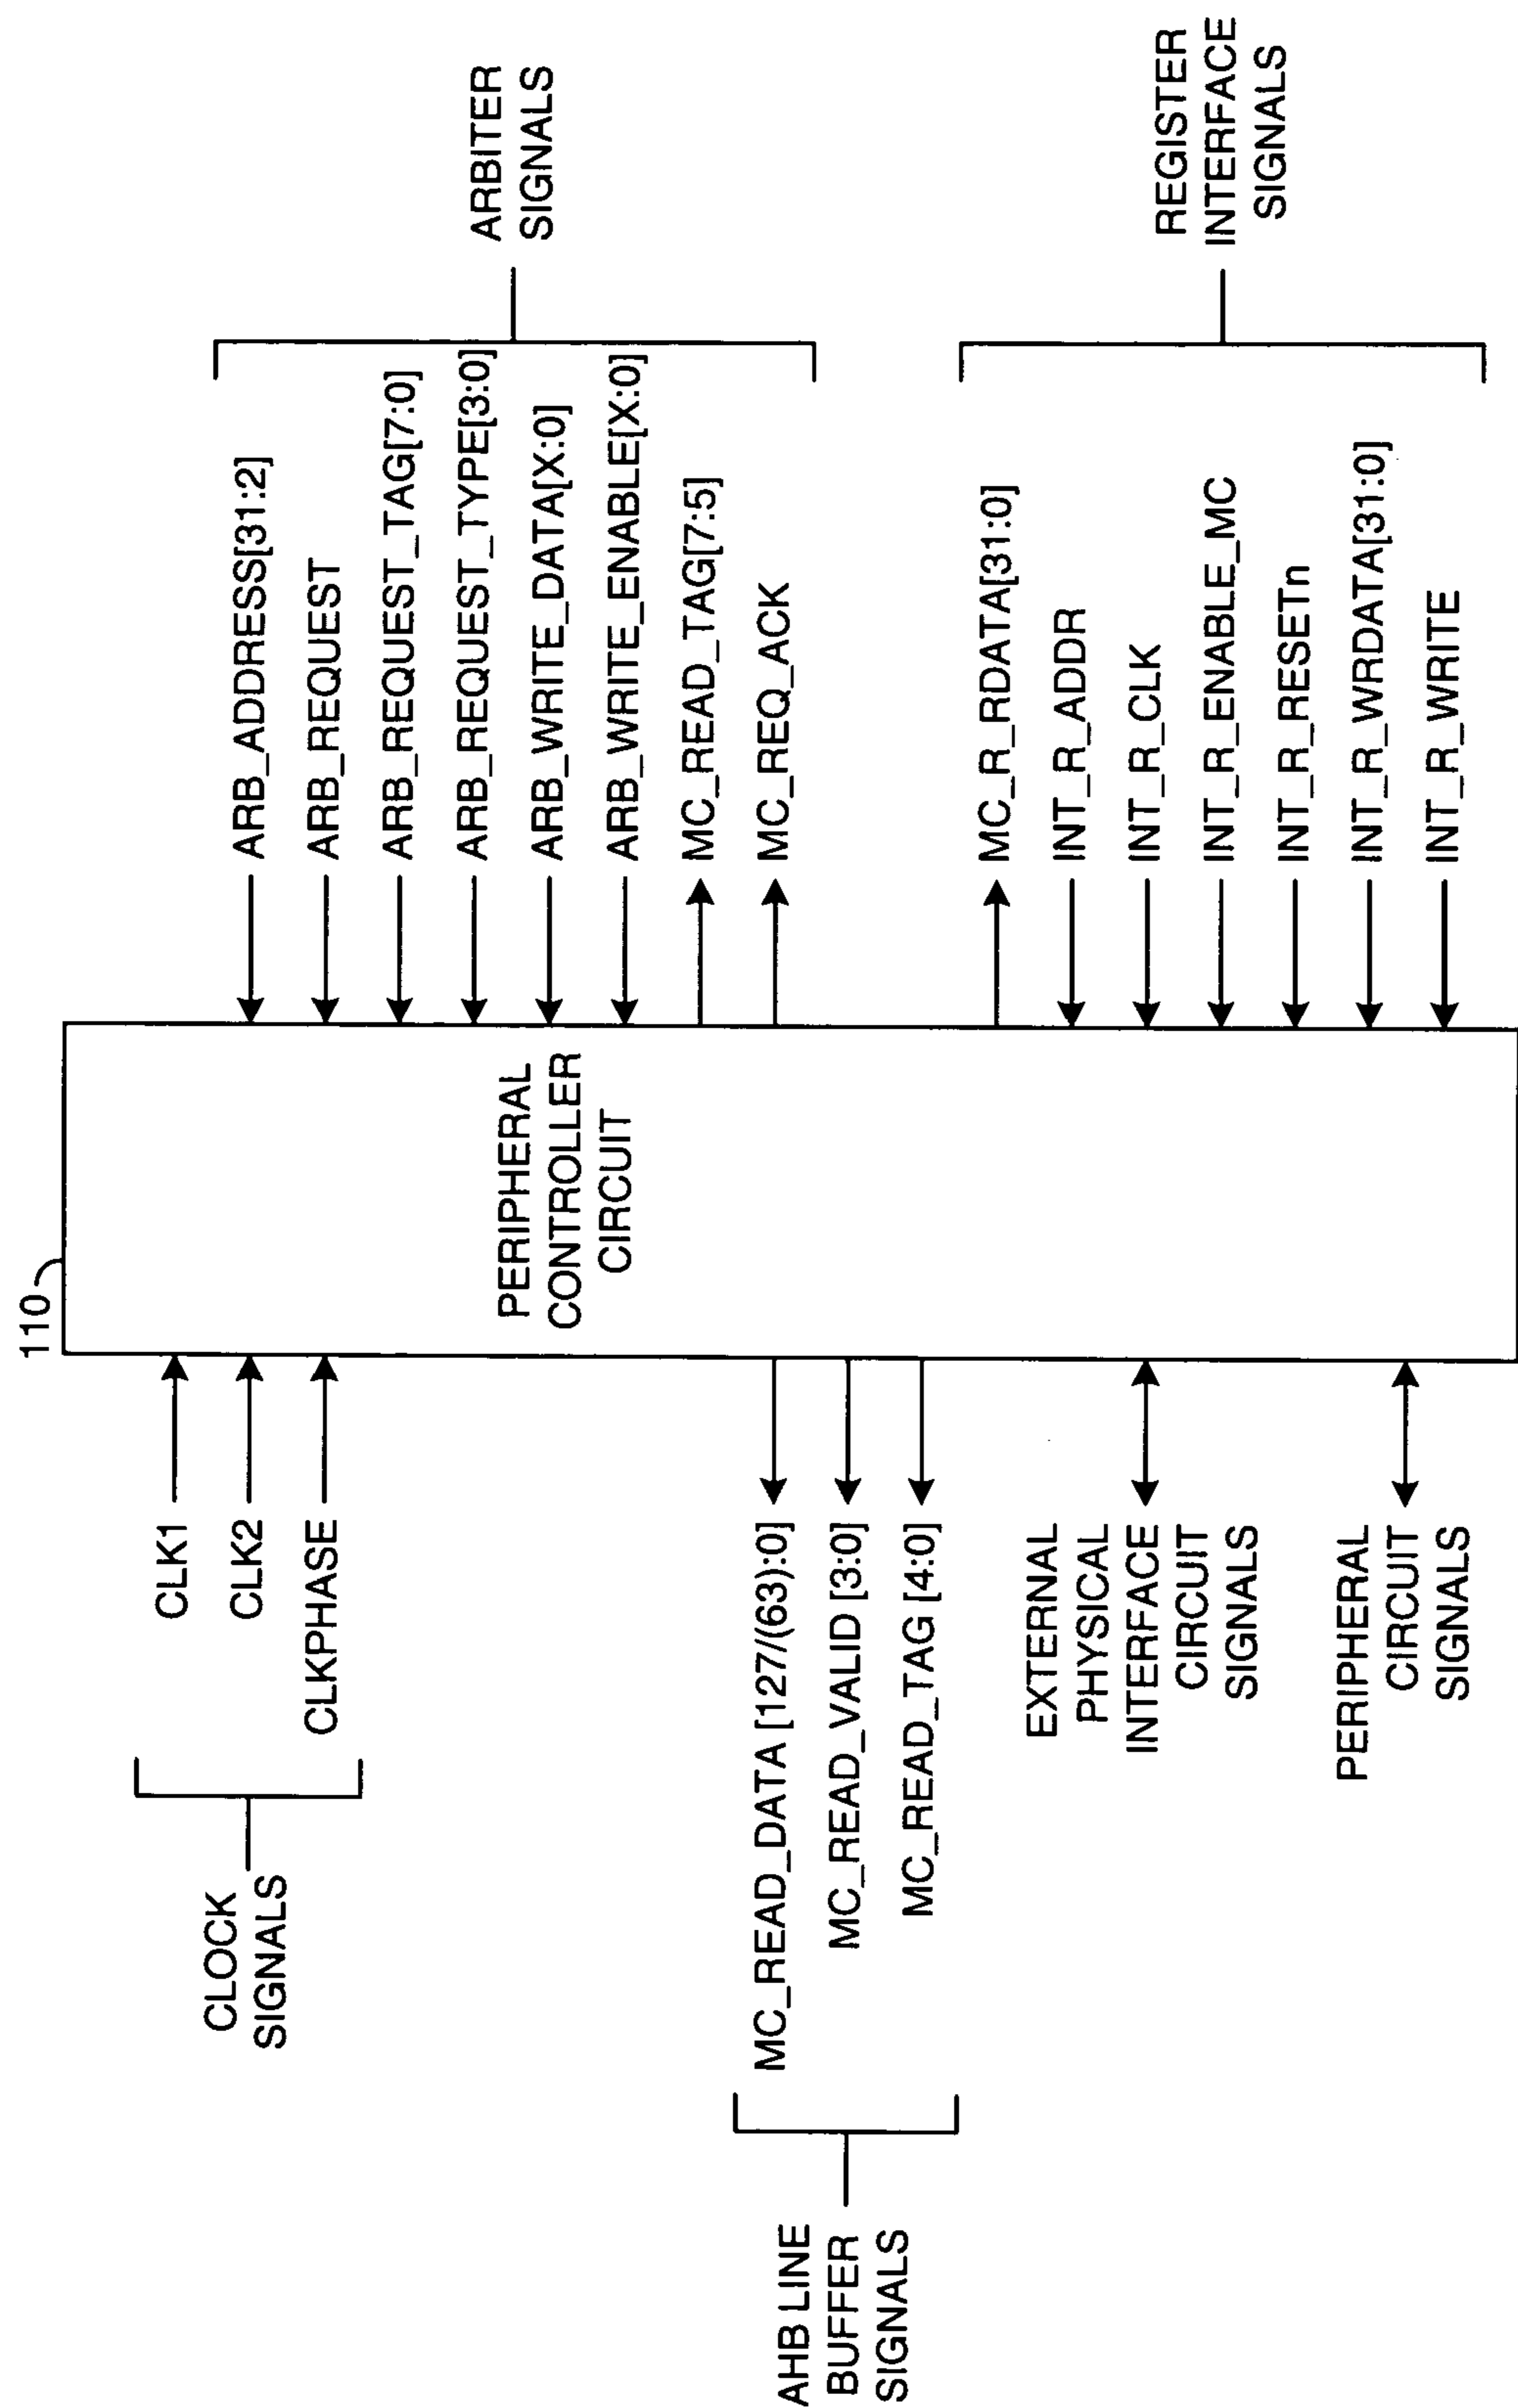 110
CLOCK
SIGNALS
CLK1
CLK2
CLKPHASE
AHB LINE
BUFFER
SIGNALS
MC_READ_DATA [127/(63):0]
MC_READ_VALID [3:0]
MC_READ_TAG [4:0]
EXTERNAL
PHYSICAL
INTERFACE
CIRCUIT
SIGNALS
PERIPHERAL
CIRCUIT
SIGNALS
PERIPHERAL
CONTROLLER
CIRCUIT
ARB_ADDRESS[31:2]
ARB_REQUEST
ARB_REQUEST_TAG[7:0]
ARB_REQUEST_TYPE[3:0]
ARB_WRITE_DATA[X:0]
ARB_WRITE_ENABLE[X:0]
MC_READ_TAG[7:5]
MC_REQ_ACK
ARBITER
SIGNALS
MC_R_RDATA[31:0]
INT_R_ADDR
INT_R_CLK
INT_R_ENABLE_MC
INT_R_RESETn
INT_R_WRDATA[31:0]
INT_R_WRITE
REGISTER
INTERFACE
SIGNALS